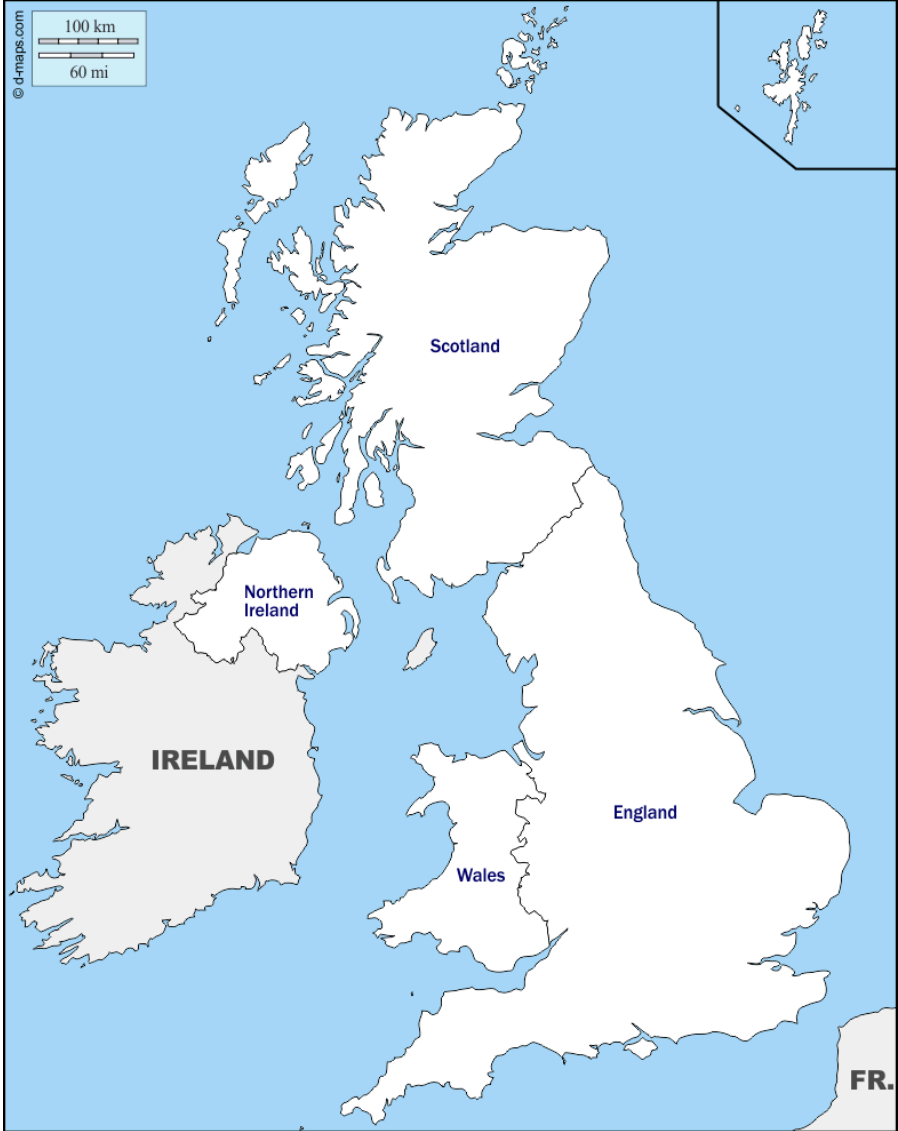 © d-maps.com
100 km
60 mi
Scotland
Northern
Ireland
IRELAND
England
Wales
FR.